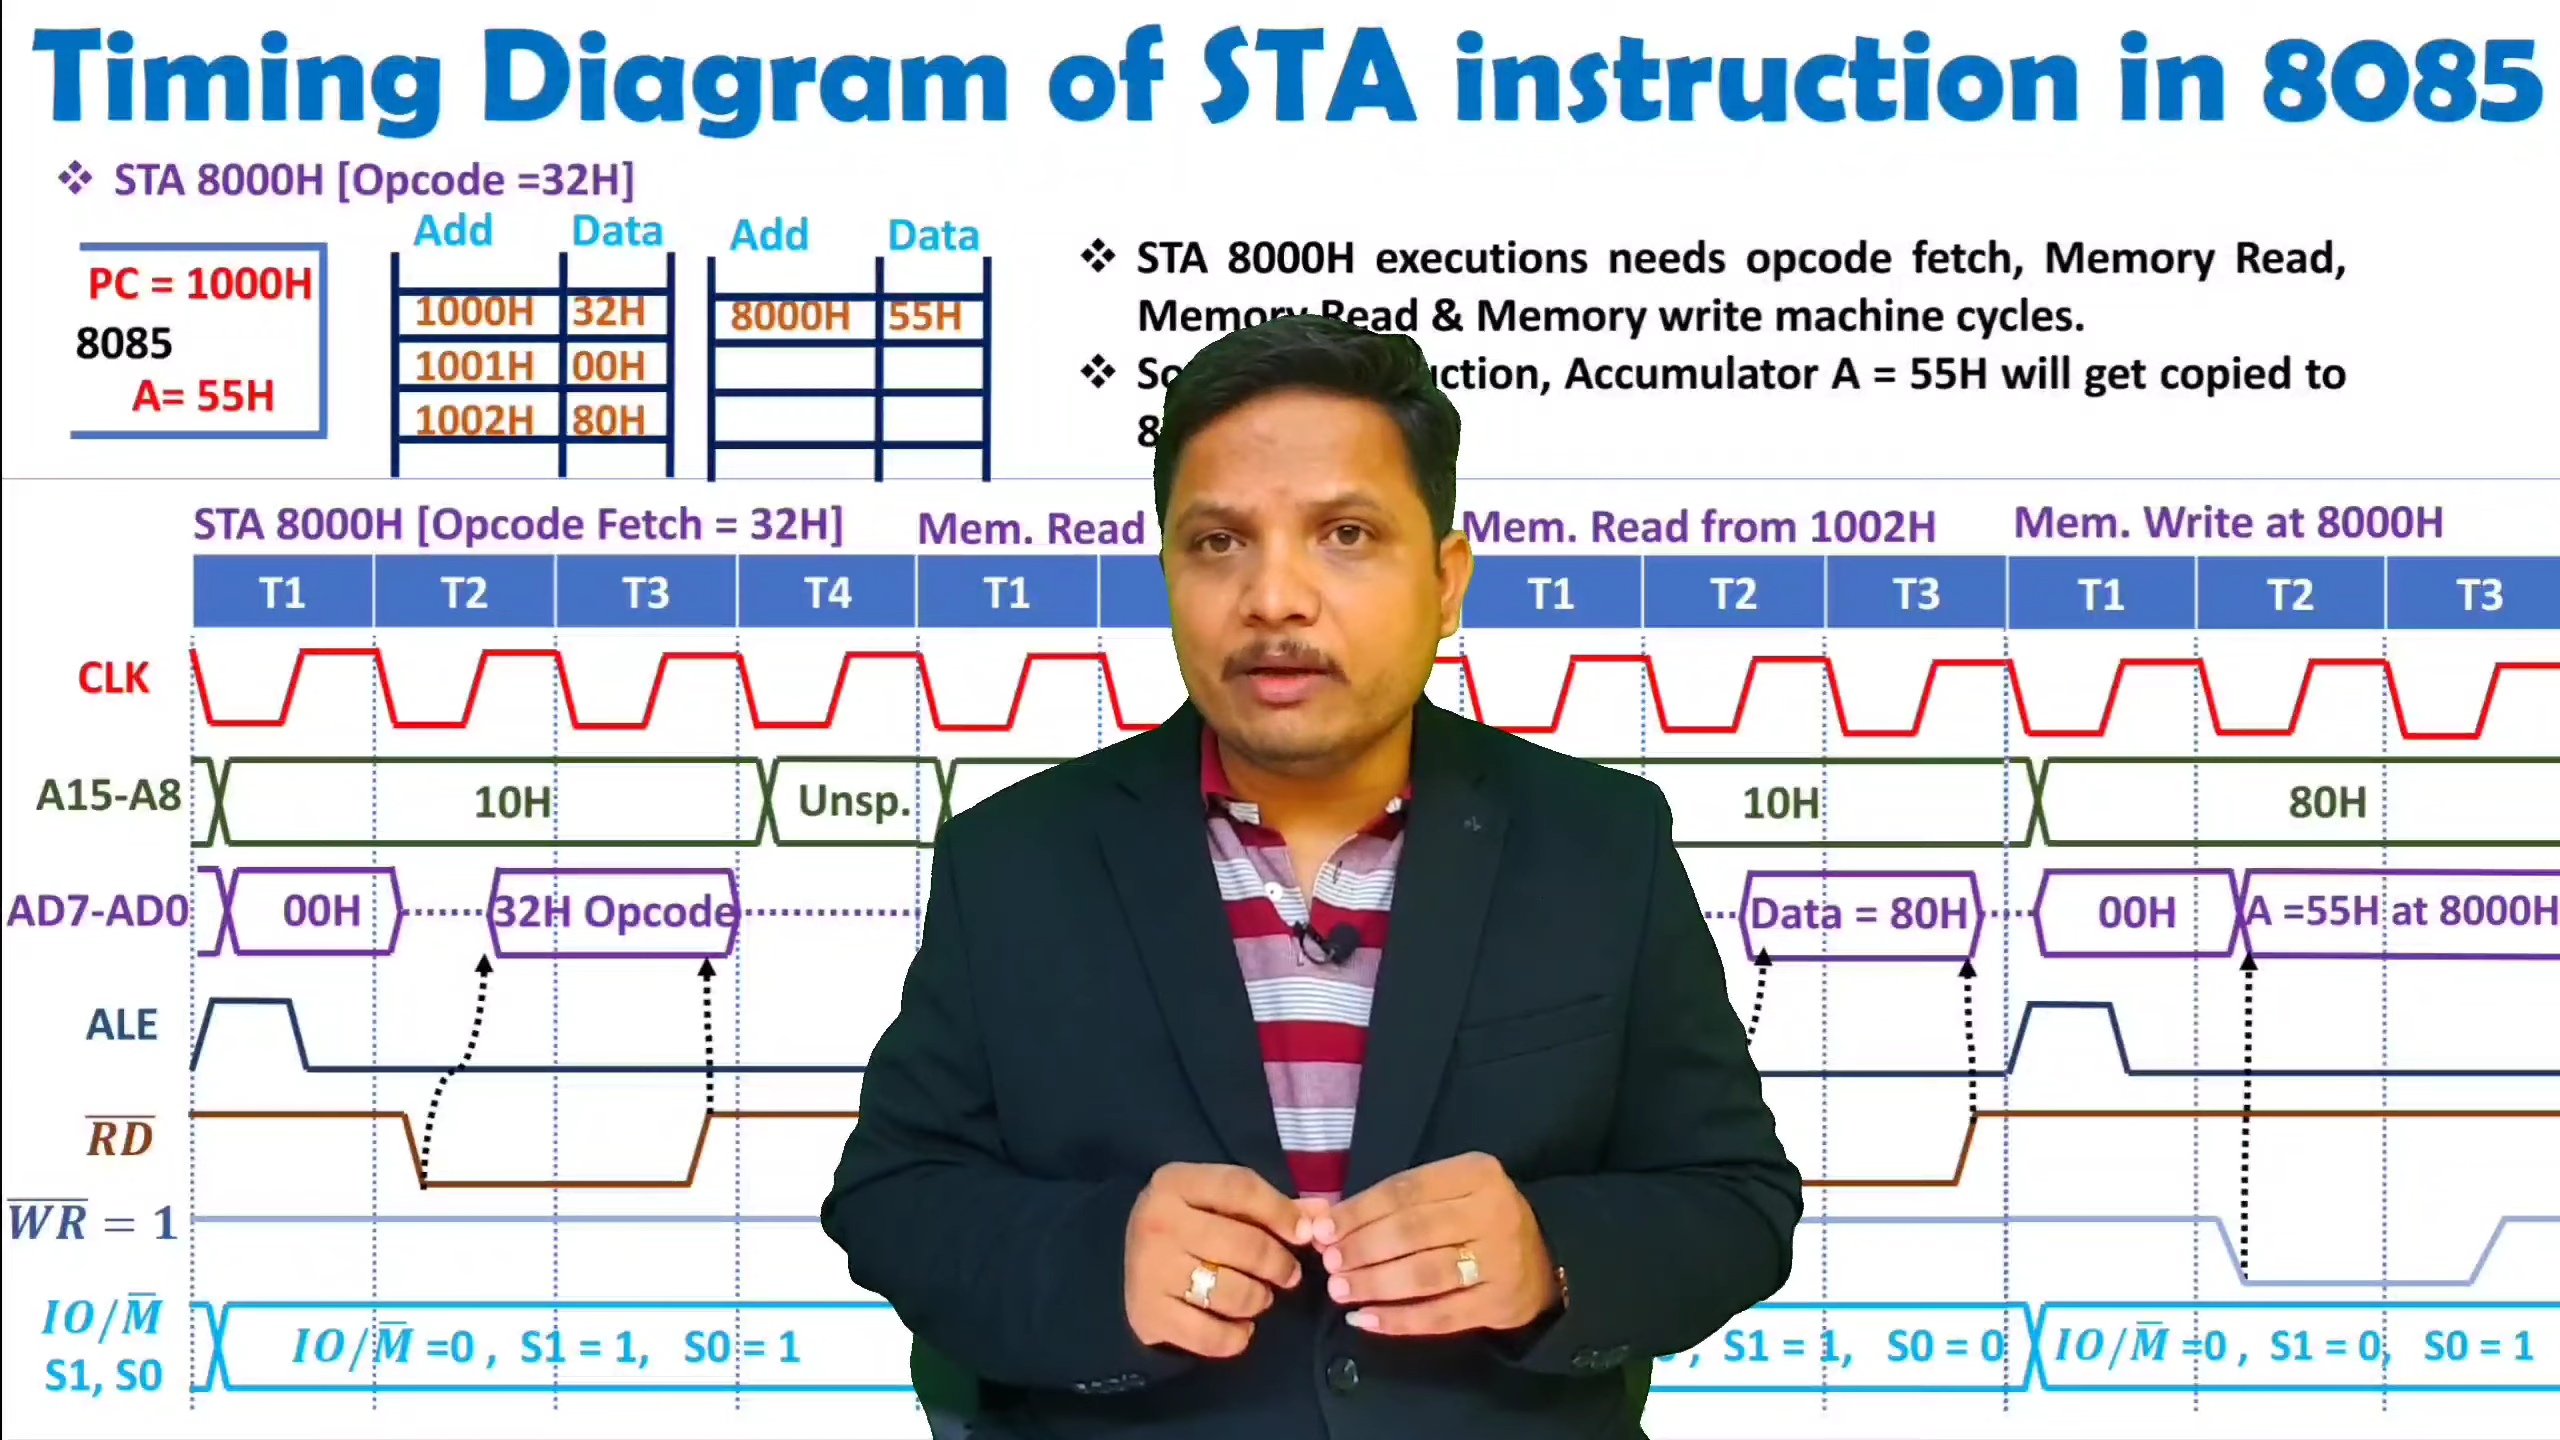 Timing Diagram of STA instruction in 8085
❖ STA 8000H [Opcode =32H]
PC = 1000H
8085
A= 55H
Add Data
1000H 32H
1001H 00H
1002H 80H
Add Data
8000H 55H
❖ STA 8000H executions needs opcode fetch, Memory Read,
Memory Read & Memory write machine cycles.
❖ Accumulator A = 55H will get copied to
STA 8000H [Opcode Fetch = 32H] Mem. Read Mem. Read from 1002H Mem. Write at 8000H
T1 T2 T3 T4 T1 T1 T2 T3 T1 T2 T3
CLK
A15-A8 10H Unsp. 10H 80H
AD7-AD0 00H 32H Opcode Data = 80H 00H A =55H at 8000H
ALE
R̅D̅
W̅R̅ = 1
IO/M̅
S1, S0
IO/M̅ =0 , S1 = 1, S0 = 1 , S1 = 1, S0 = 0 IO/M̅ =0 , S1 = 0, S0 = 1